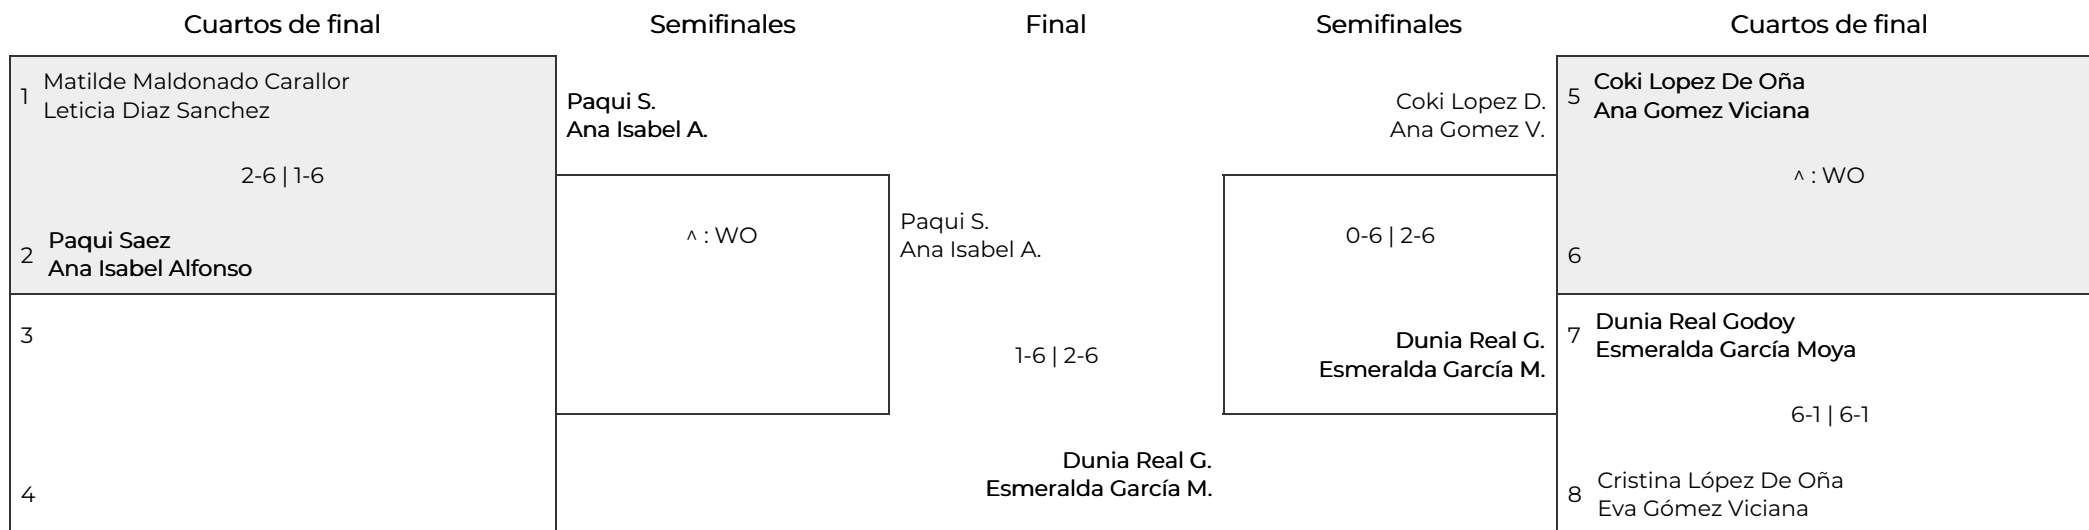 Cuartos de final
Semifinales
Final
Semifinales
Cuartos de final
1
Matilde Maldonado Carallor
Leticia Diaz Sanchez
2-6 | 1-6
2
Paqui Saez
Ana Isabel Alfonso
3
4
Paqui S.
Ana Isabel A.
^ : WO
Paqui S.
Ana Isabel A.
1-6 | 2-6
Dunia Real G.
Esmeralda García M.
Coki Lopez D.
Ana Gomez V.
0-6 | 2-6
Dunia Real G.
Esmeralda García M.
5
Coki Lopez De Oña
Ana Gomez Viciana
^ : WO
6
7
Dunia Real Godoy
Esmeralda García Moya
6-1 | 6-1
8
Cristina López De Oña
Eva Gómez Viciana